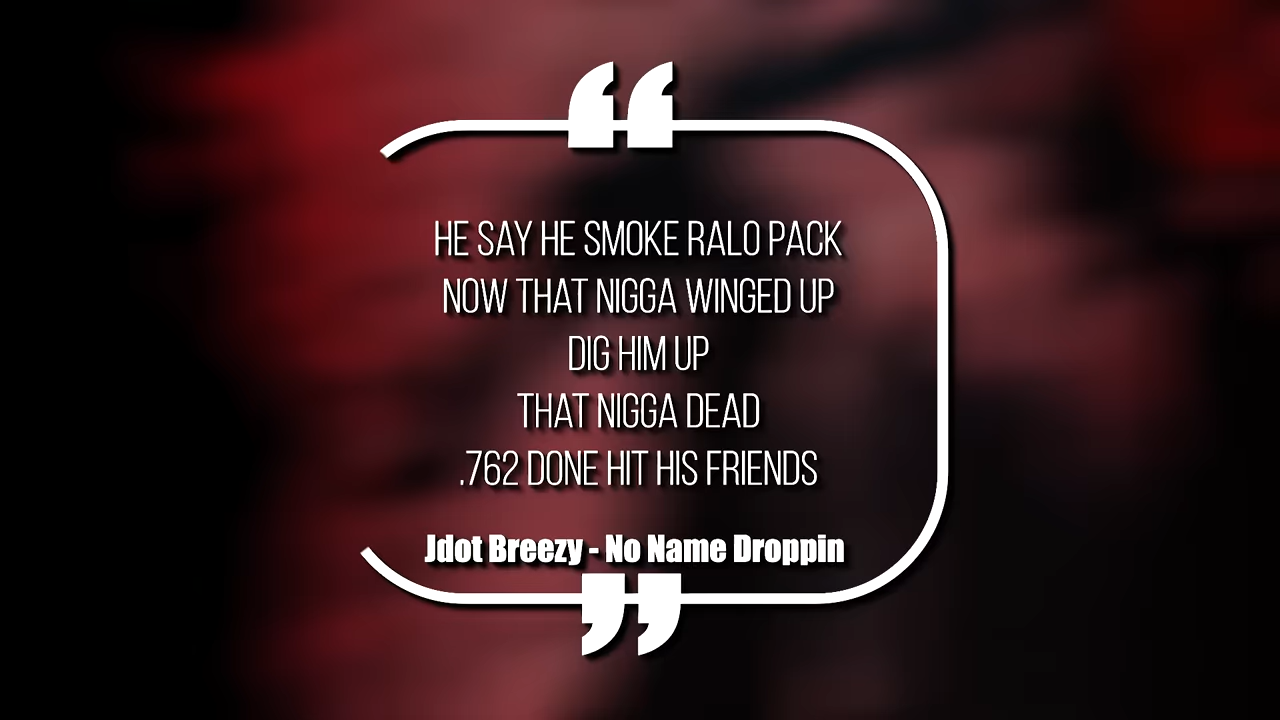 HE SAY HE SMOKE RALO PACK
NOW THAT NIGGA WINGED UP
DIG HIM UP
THAT NIGGA DEAD
.762 DONE HIT HIS FRIENDS
Jdot Breezy - No Name Droppin